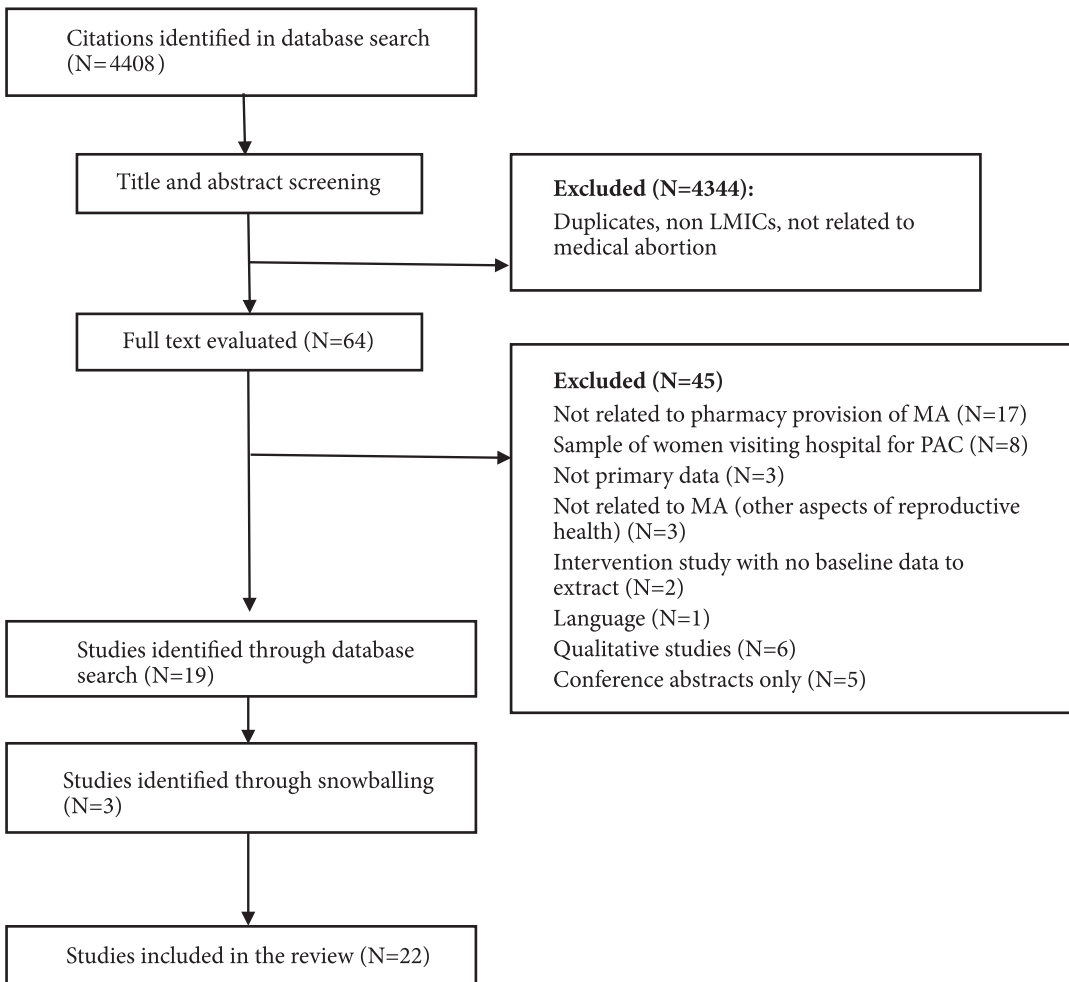 Citations identified in database search
(N=4408)
Title and abstract screening
Excluded (N=4344):
Duplicates, non LMICs, not related to
medical abortion
Full text evaluated (N=64)
Excluded (N=45)
Not related to pharmacy provision of MA (N=17)
Sample of women visiting hospital for PAC (N=8)
Not primary data (N=3)
Not related to MA (other aspects of reproductive
health) (N=3)
Intervention study with no baseline data to
extract (N=2)
Language (N=1)
Qualitative studies (N=6)
Conference abstracts only (N=5)
Studies identified through database
search (N=19)
Studies identified through snowballing
(N=3)
Studies included in the review (N=22)